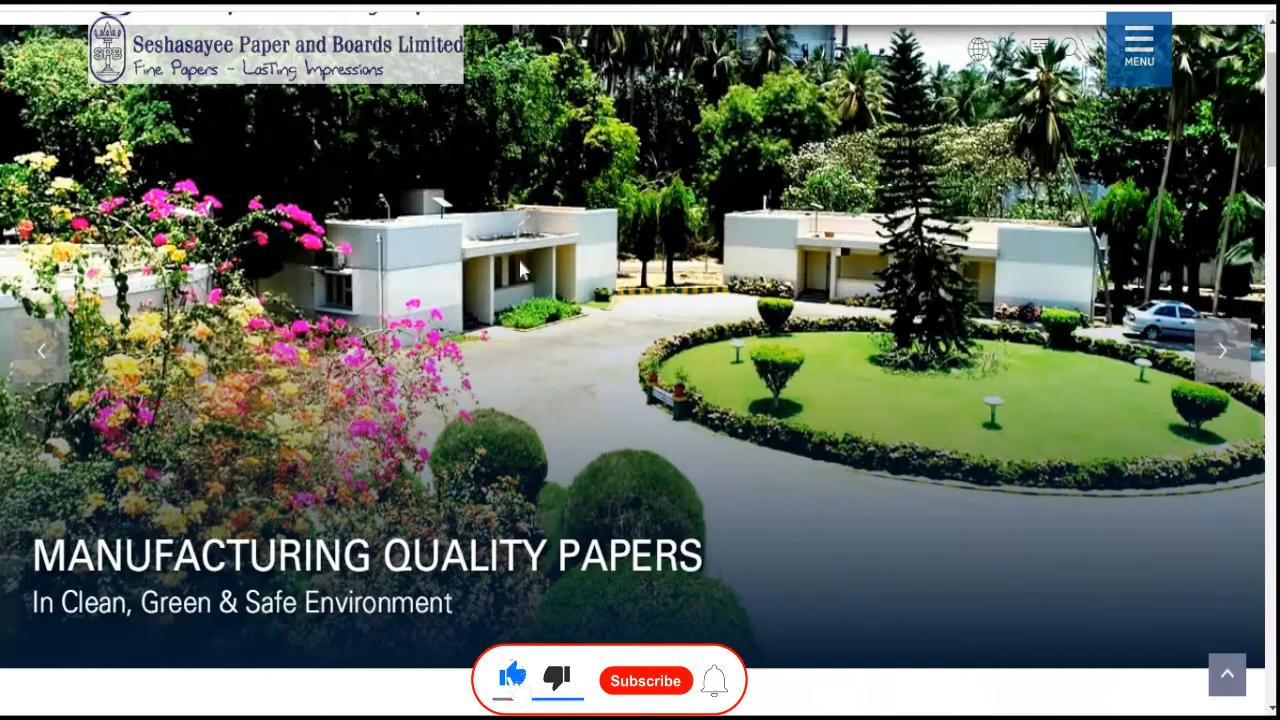 Seshasayee Paper and Boards Limited
SPB
Fine Papers - Lasting Impressions
MENU
MANUFACTURING QUALITY PAPERS
In Clean, Green & Safe Environment
Subscribe